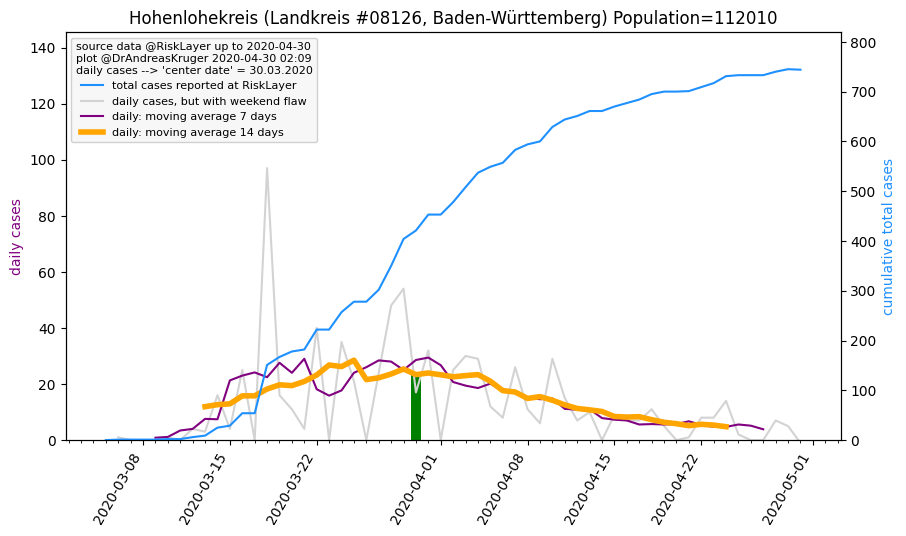 Hohenlohekreis (Landkreis #08126, Baden-Württemberg) Population=112010
source data @RiskLayer up to 2020-04-30
plot @DrAndreasKruger 2020-04-30 02:09
daily cases --> 'center date' = 30.03.2020
total cases reported at RiskLayer
daily cases, but with weekend flaw
daily: moving average 7 days
daily: moving average 14 days
daily cases
0
20
40
60
80
100
120
140
cumulative total cases
0
100
200
300
400
500
600
700
800
2020-03-08
2020-03-15
2020-03-22
2020-04-01
2020-04-08
2020-04-15
2020-04-22
2020-05-01